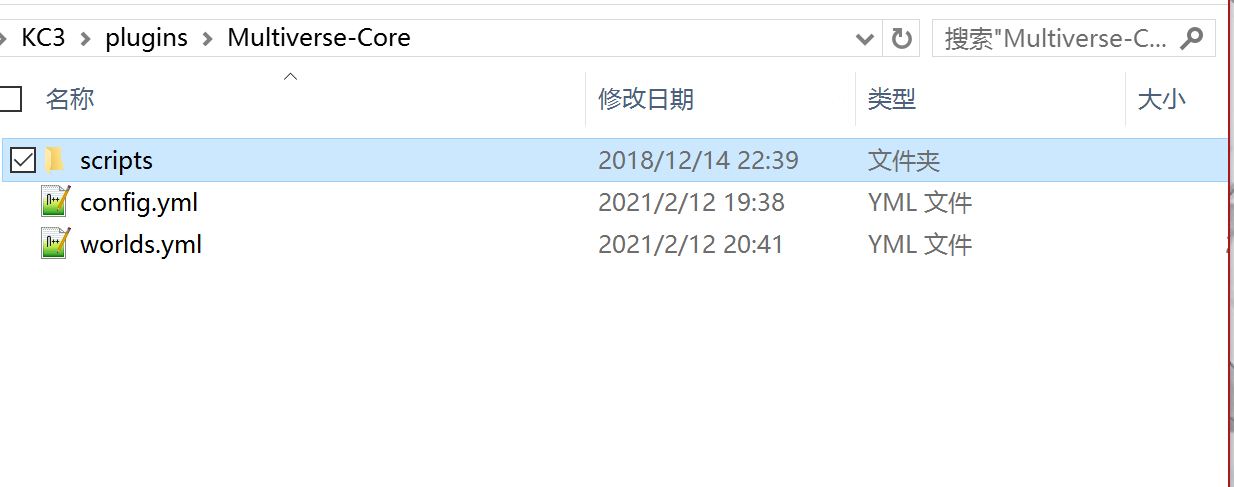 KC3 plugins Multiverse-Core 搜索"Multiverse-C...
名称 修改日期 类型 大小
scripts 2018/12/14 22:39 文件夹
config.yml 2021/2/12 19:38 YML 文件
worlds.yml 2021/2/12 20:41 YML 文件